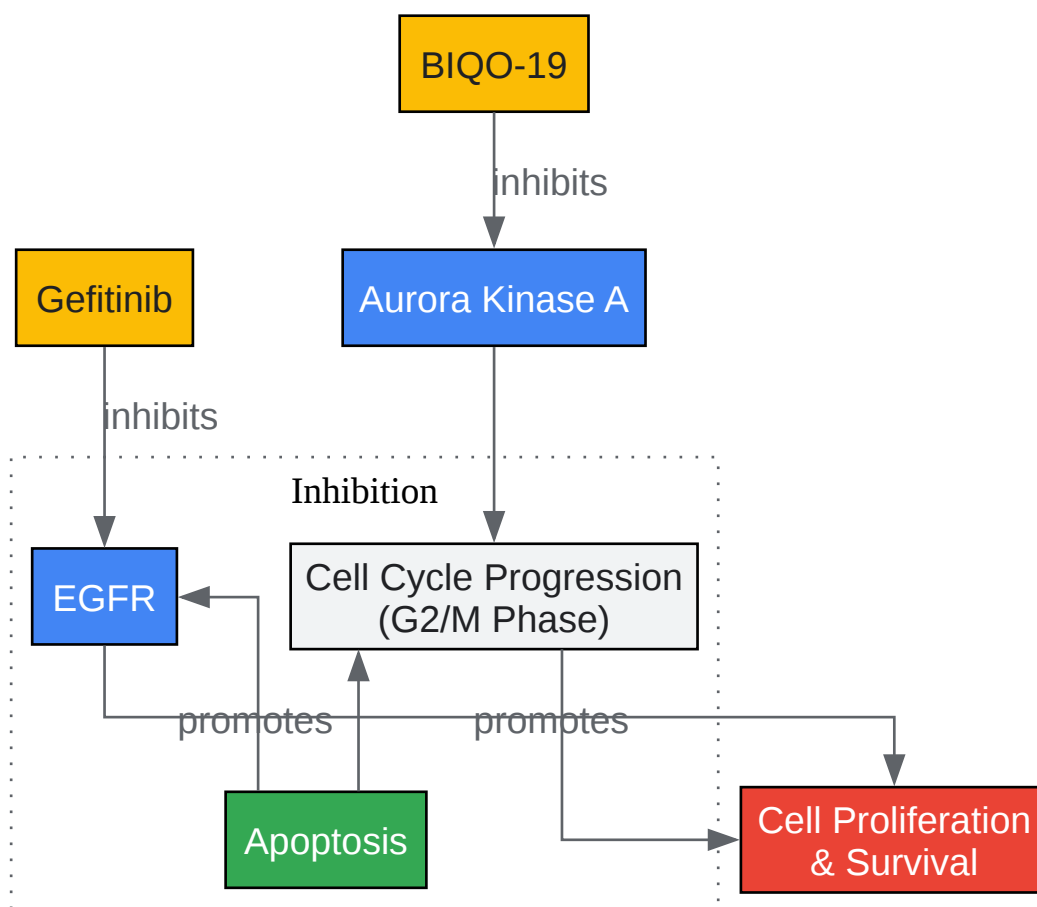 BIQO-19
inhibits
Gefitinib
Aurora Kinase A
inhibits
Inhibition
EGFR
Cell Cycle Progression
(G2/M Phase)
promotes
promotes
Apoptosis
Cell Proliferation
& Survival